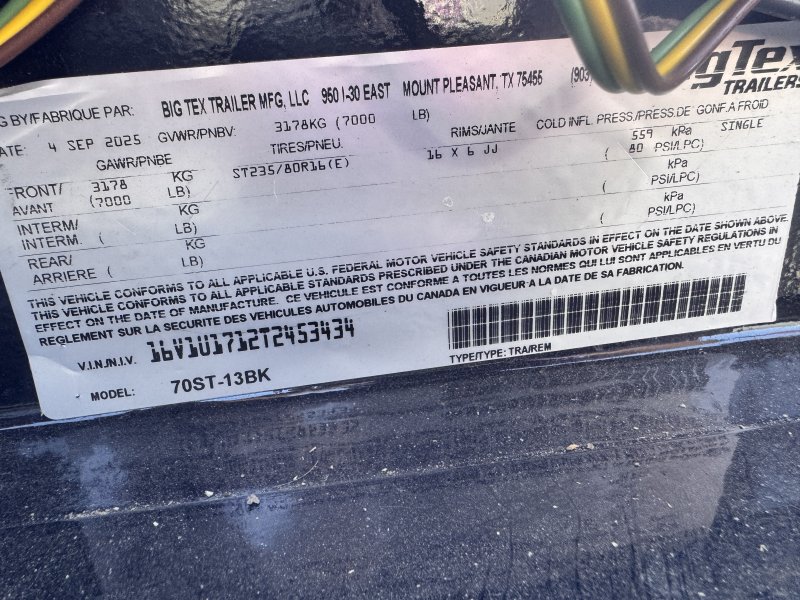 G BY/FABRIQUE PAR: BIG TEX TRAILER MFG, LLC 950 I-30 EAST MOUNT PLEASANT, TX 75455 (903)
gTex
TRAILERS
ATE: 4 SEP 2025 GVWR/PNBV: 3178KG (7000 LB)
GAWR/PNBE TIRES/PNEU. RIMS/JANTE COLD INFL. PRESS/PRESS.DE GONF.A FROID
FRONT/ 3178 KG ST235/80R16(E) 16 X 6 JJ 559 kPa SINGLE
AVANT (7000 LB) ( 80 PSI/LPC)
INTERM/ KG kPa
INTERM. ( LB) ( PSI/LPC)
REAR/ KG kPa
ARRIERE ( LB) ( PSI/LPC)
THIS VEHICLE CONFORMS TO ALL APPLICABLE U.S. FEDERAL MOTOR VEHICLE SAFETY STANDARDS IN EFFECT ON THE DATE SHOWN ABOVE.
THIS VEHICLE CONFORMS TO ALL APPLICABLE STANDARDS PRESCRIBED UNDER THE CANADIAN MOTOR VEHICLE SAFETY REGULATIONS IN
EFFECT ON THE DATE OF MANUFACTURE. CE VEHICULE EST CONFORME A TOUTES LES NORMES QUI LUI SONT APPLICABLES EN VERTU DU
REGLEMENT SUR LA SECURITE DES VEHICULES AUTOMOBILES DU CANADA EN VIGUEUR A LA DATE DE SA FABRICATION.
V.I.N./N.I.V. 16V1U1712T2453434
TYPE/TYPE: TRA/REM
MODEL: 70ST-13BK